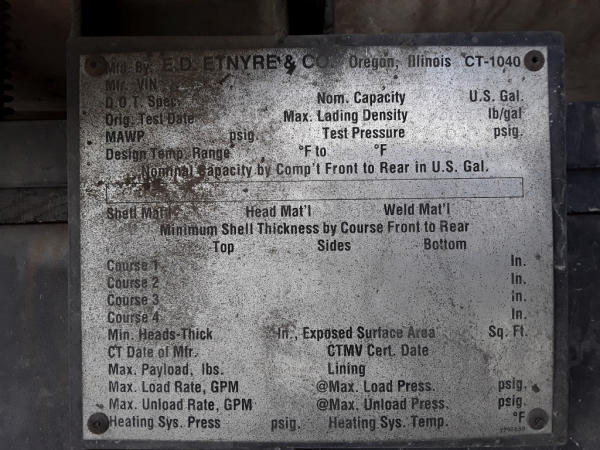 Mfd. By: E.D. ETNYRE & CO. Oregon, Illinois CT-1040
Mfr. VIN
D.O.T. Spec. Nom. Capacity U.S. Gal.
Orig. Test Date Max. Lading Density lb/gal
MAWP psig. Test Pressure psig.
Design Temp. Range °F to °F
Nominal Capacity by Comp't Front to Rear in U.S. Gal.
Shell Mat'l Head Mat'l Weld Mat'l
Minimum Shell Thickness by Course Front to Rear
Top Sides Bottom
Course 1 In.
Course 2 In.
Course 3 In.
Course 4 In.
Min. Heads-Thick In., Exposed Surface Area Sq. Ft.
CT Date of Mfr. CTMV Cert. Date
Max. Payload, lbs. Lining
Max. Load Rate, GPM @Max. Load Press. psig.
Max. Unload Rate, GPM @Max. Unload Press. psig.
Heating Sys. Press psig. Heating Sys. Temp. °F